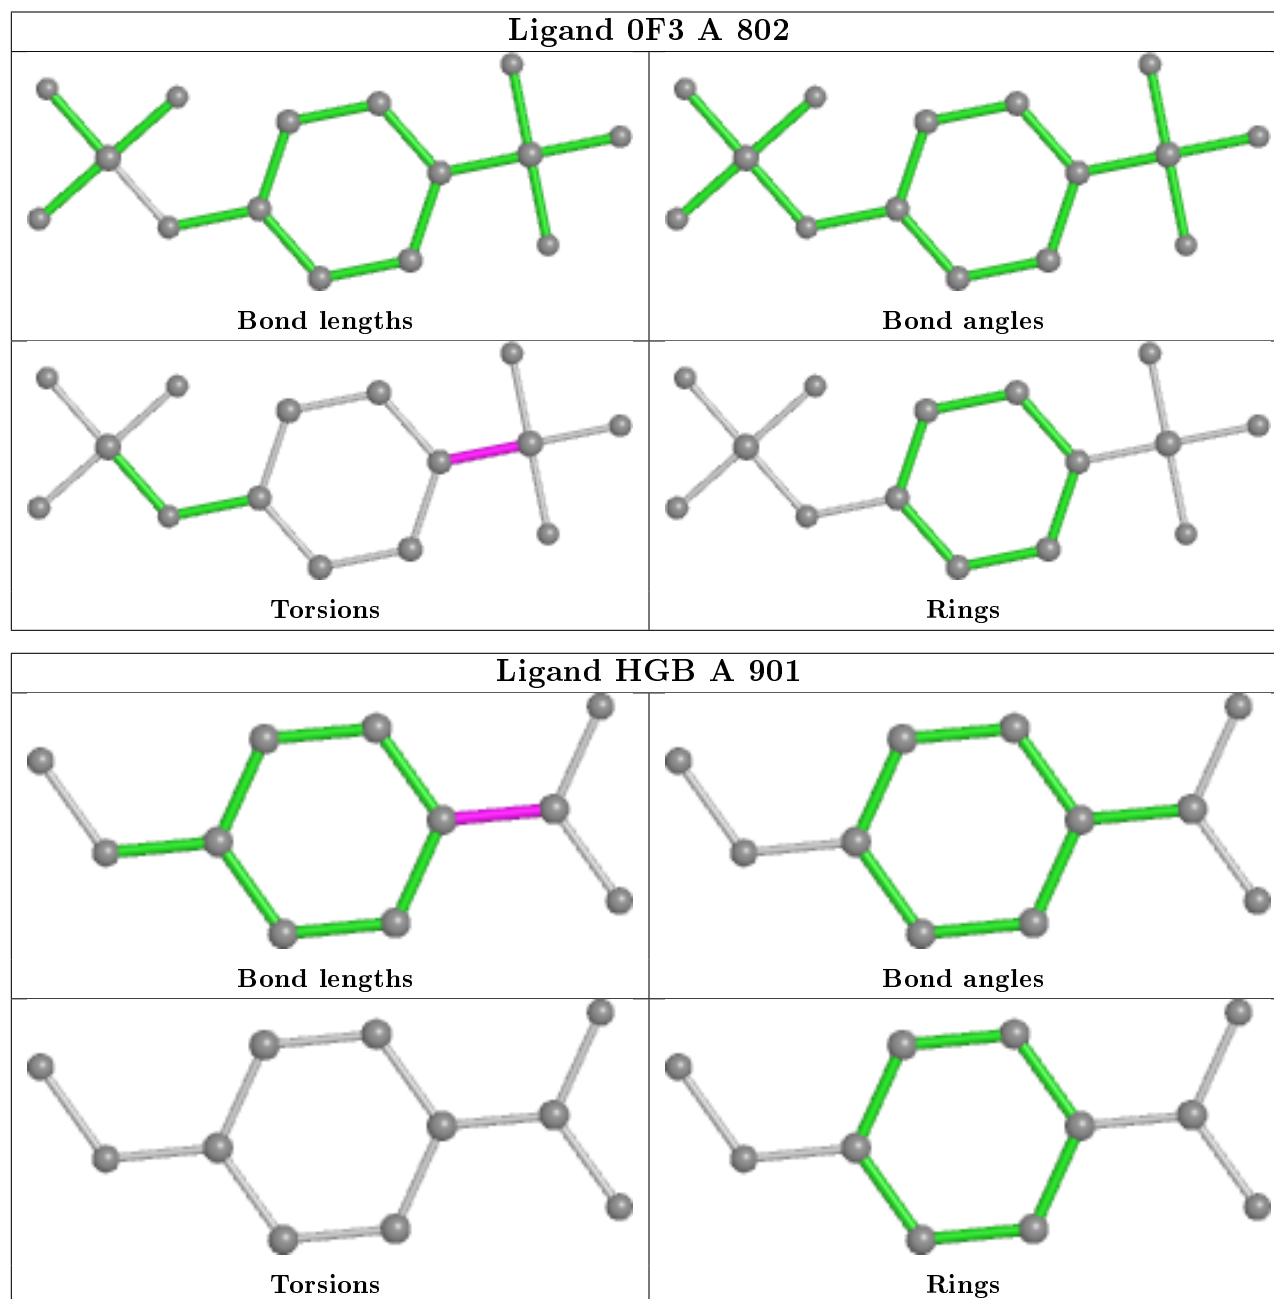 Ligand 0F3 A 802
Bond lengths
Bond angles
Torsions
Rings
Ligand HGB A 901
Bond lengths
Bond angles
Torsions
Rings